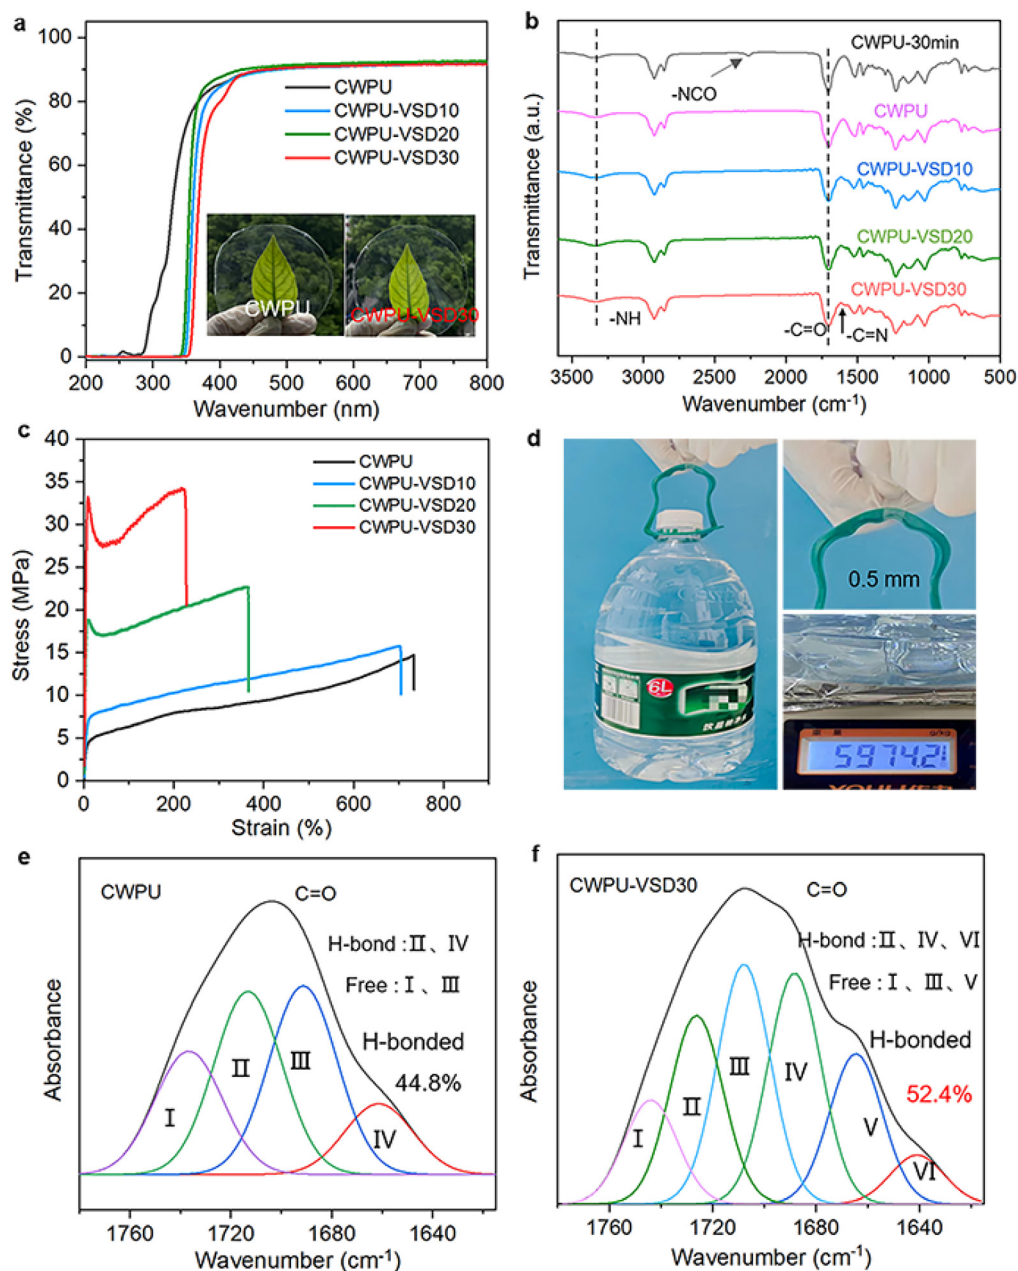 a
Transmittance (%)
100
80
60
40
20
0
CWPU
CWPU-VSD10
CWPU-VSD20
CWPU-VSD30
CWPU
CWPU-VSD30
200 300 400 500 600 700 800
Wavenumber (nm)
b
Transmittance (a.u.)
CWPU-30min
-NCO
CWPU
CWPU-VSD10
CWPU-VSD20
CWPU-VSD30
-NH
-C=O
-C=N
3500 3000 2500 2000 1500 1000 500
Wavenumber (cm⁻¹)
c
Stress (MPa)
40
35
30
25
20
15
10
5
0
CWPU
CWPU-VSD10
CWPU-VSD20
CWPU-VSD30
0 200 400 600 800
Strain (%)
d
6L
0.5 mm
g/kg
5974.2
e
Absorbance
CWPU
C=O
H-bond : Ⅱ、Ⅳ
Free : Ⅰ、Ⅲ
H-bonded
44.8%
Ⅰ
Ⅱ
Ⅲ
Ⅳ
1760 1720 1680 1640
Wavenumber (cm⁻¹)
f
Absorbance
CWPU-VSD30
C=O
H-bond : Ⅱ、Ⅳ、Ⅵ
Free : Ⅰ、Ⅲ、Ⅴ
H-bonded
52.4%
Ⅰ
Ⅱ
Ⅲ
Ⅳ
Ⅴ
Ⅵ
1760 1720 1680 1640
Wavenumber (cm⁻¹)